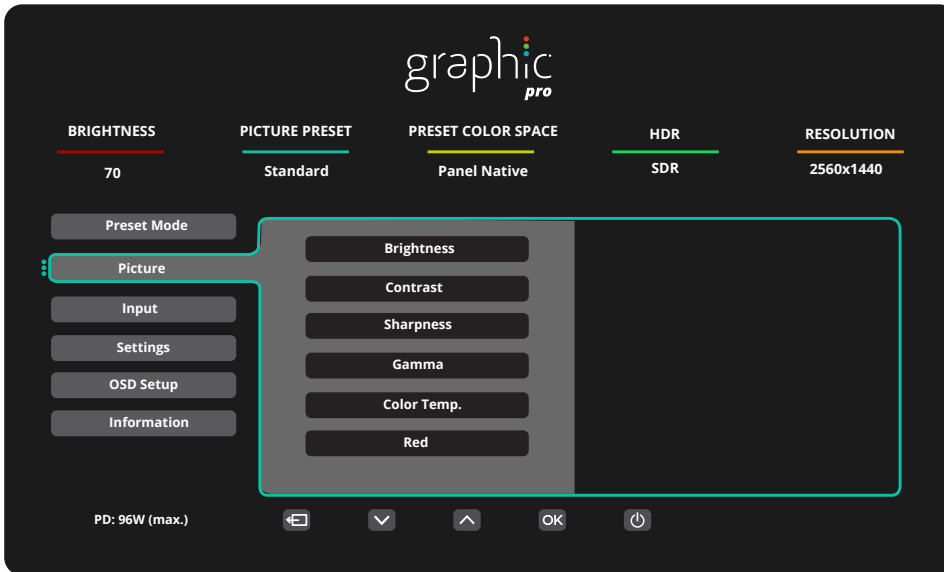 graphic
pro
BRIGHTNESS PICTURE PRESET PRESET COLOR SPACE HDR RESOLUTION
70 Standard Panel Native SDR 2560x1440
Preset Mode
Picture
Input
Settings
OSD Setup
Information
Brightness
Contrast
Sharpness
Gamma
Color Temp.
Red
PD: 96W (max.)
OK